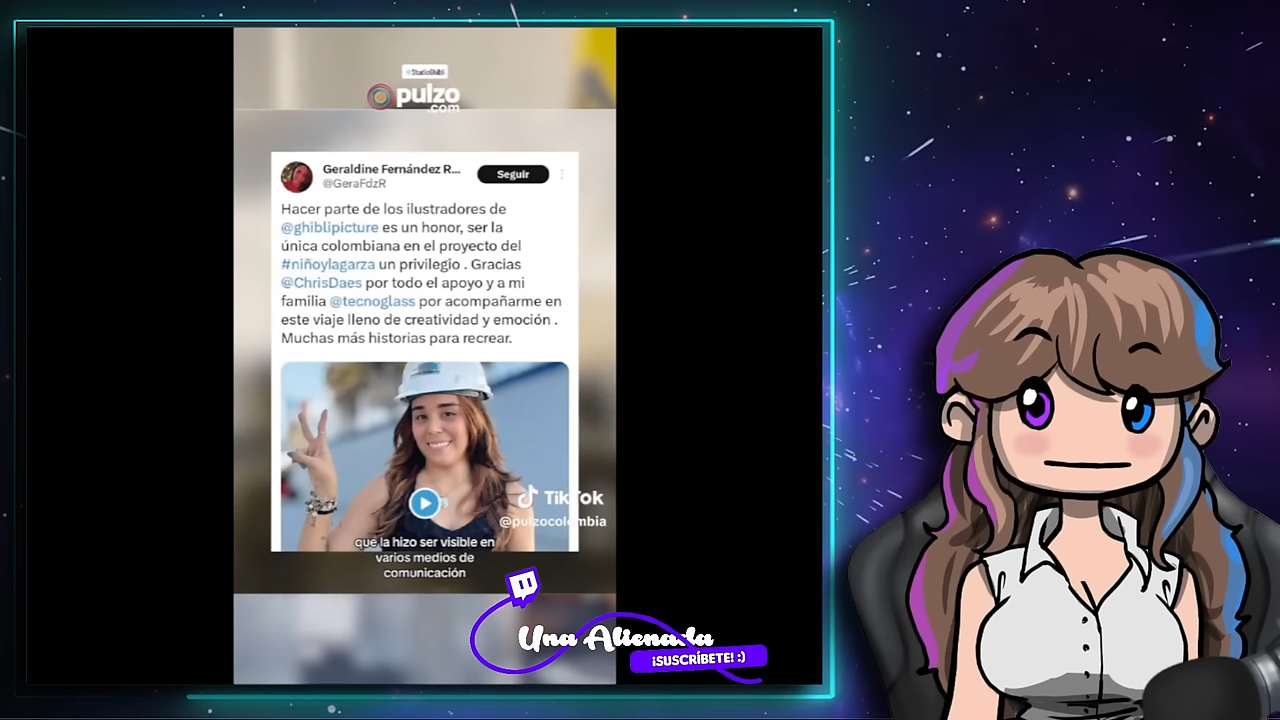 StudioGhibli
pulzo
.com
Geraldine Fernández R...
@GeraFdzR
Seguir
Hacer parte de los ilustradores de
@ghiblipicture es un honor, ser la
única colombiana en el proyecto del
#niñoylagarza un privilegio . Gracias
@ChrisDaes por todo el apoyo y a mi
familia @tecnoglass por acompañarme en
este viaje lleno de creatividad y emoción .
Muchas más historias para recrear.
TikTok
@pulzocolombia
que la hizo ser visible en
varios medios de
comunicación
Una Alienada
¡SUSCRÍBETE! :)